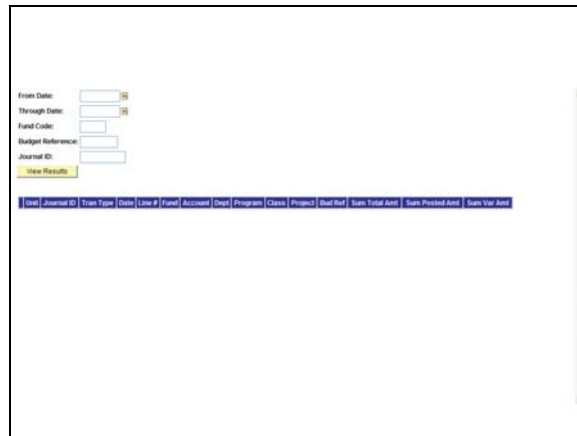 From Date:
Through Date:
Fund Code:
Budget Reference:
Journal ID:
View Results
Unit Journal ID Tran Type Date Line # Fund Account Dept Program Class Project Bud Ref Sum Total Amt Sum Posted Amt Sum Var Amt